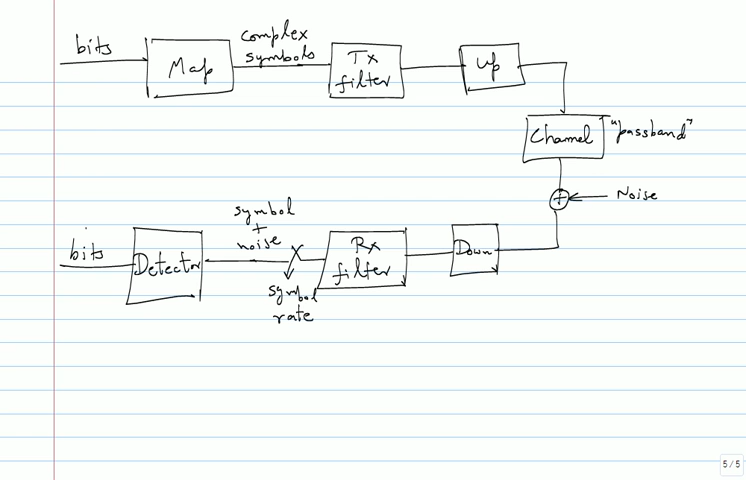 bits
Map
complex
symbols
Tx
filter
Up
Channel
"passband"
+
Noise
bits
Detector
symbol
+
noise
symbol
rate
Rx
filter
Down
5/5